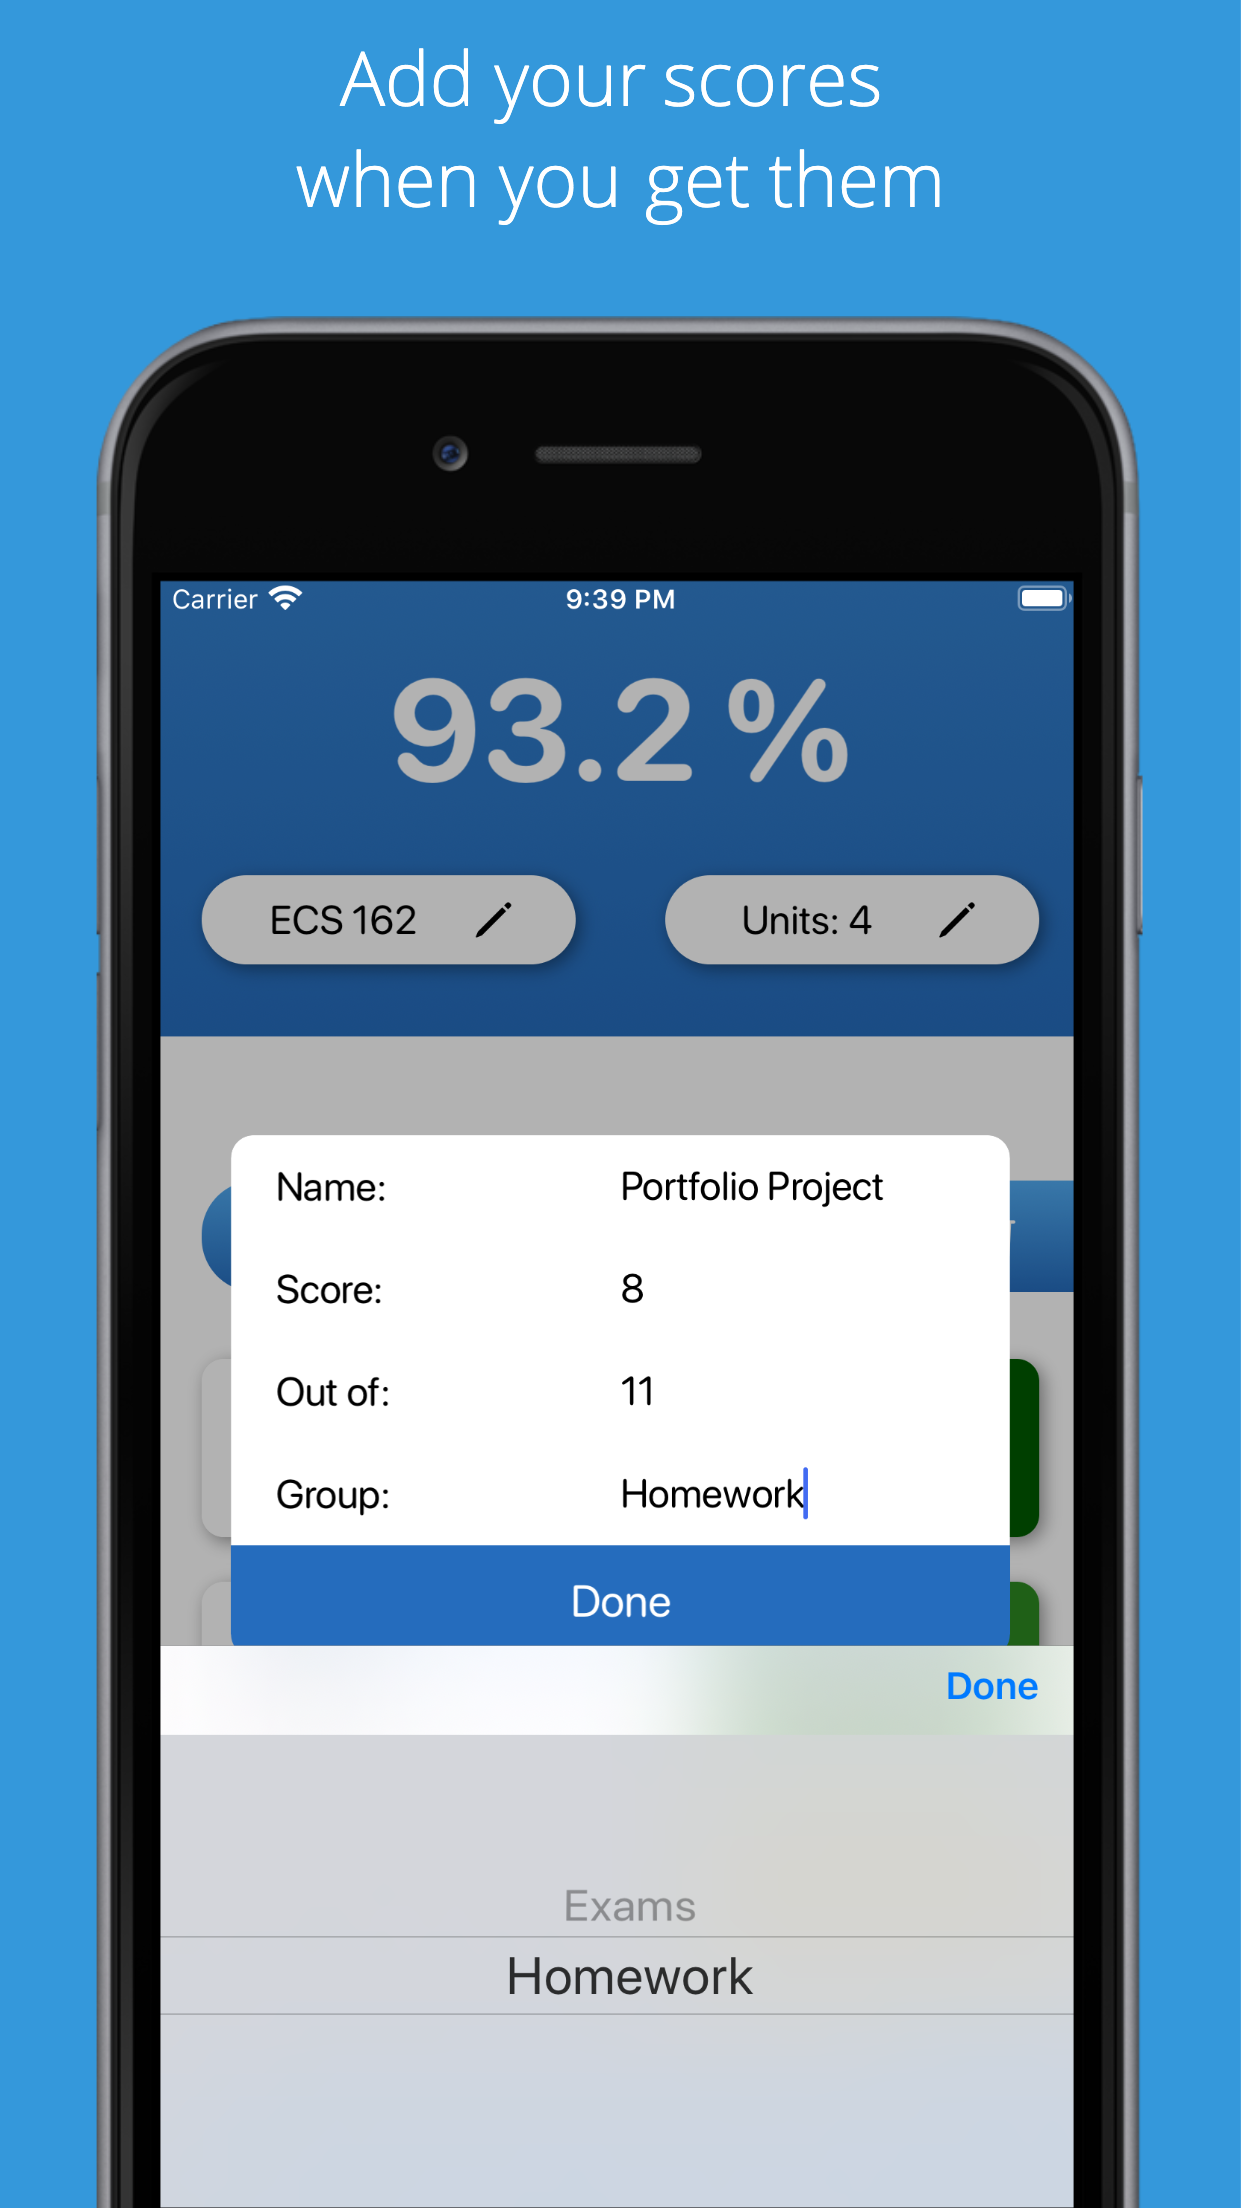 Add your scores
when you get them
Carrier 9:39 PM
93.2 %
ECS 162 Units: 4
Name: Portfolio Project
Score: 8
Out of: 11
Group: Homework
Done
Done
Exams
Homework